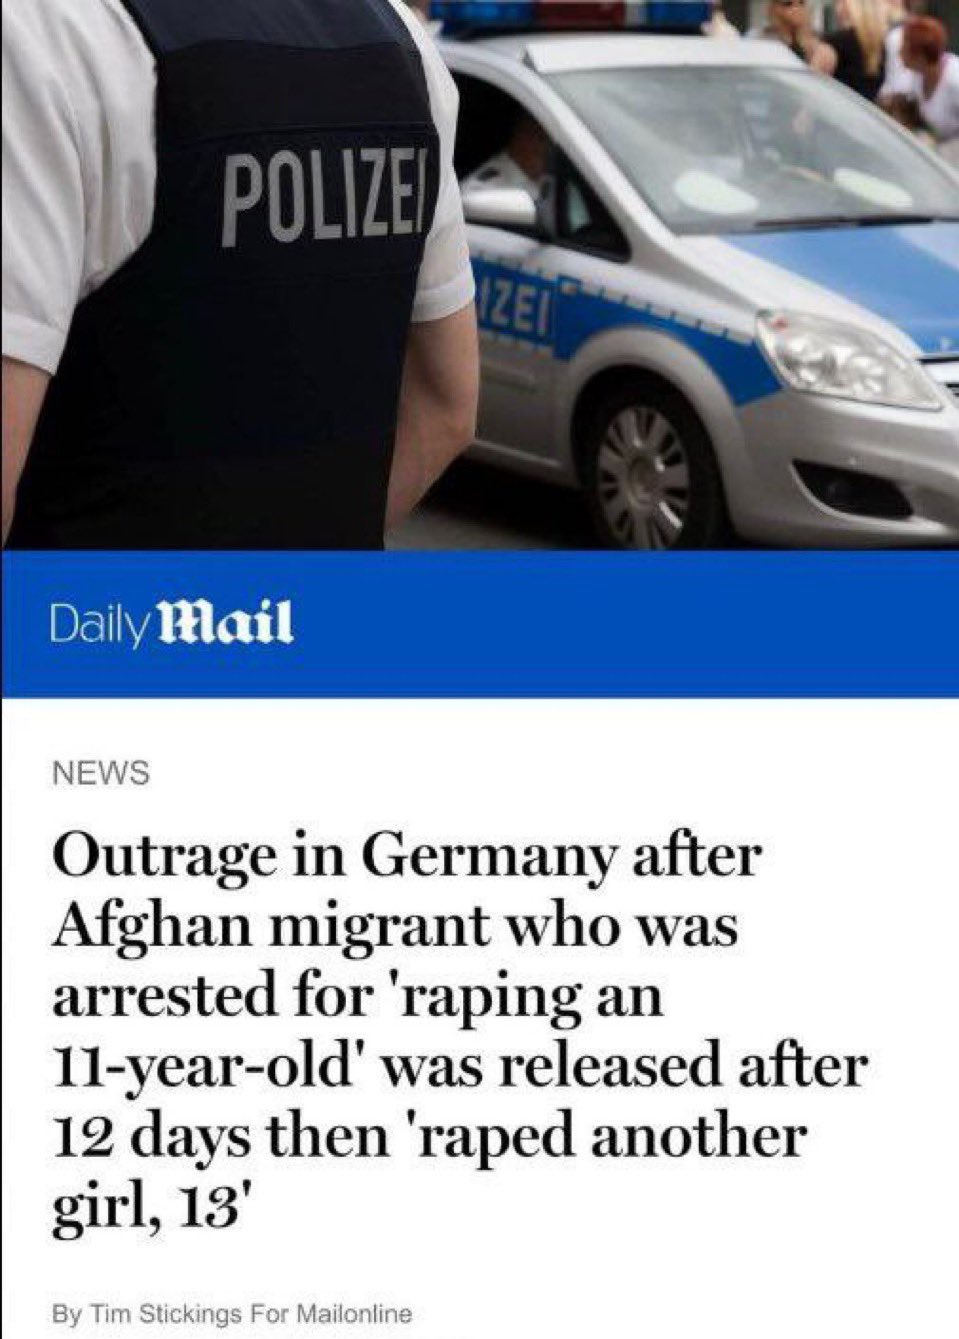 POLIZEI
IZEI
Daily Mail
NEWS
Outrage in Germany after
Afghan migrant who was
arrested for 'raping an
11-year-old' was released after
12 days then 'raped another
girl, 13'
By Tim Stickings For Mailonline